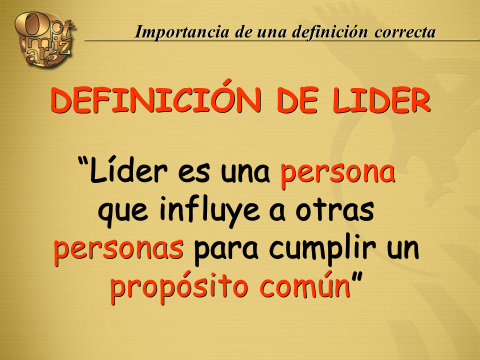 Optimizar
Importancia de una definición correcta
DEFINICIÓN DE LIDER
“Líder es una persona
que influye a otras
personas para cumplir un
propósito común”